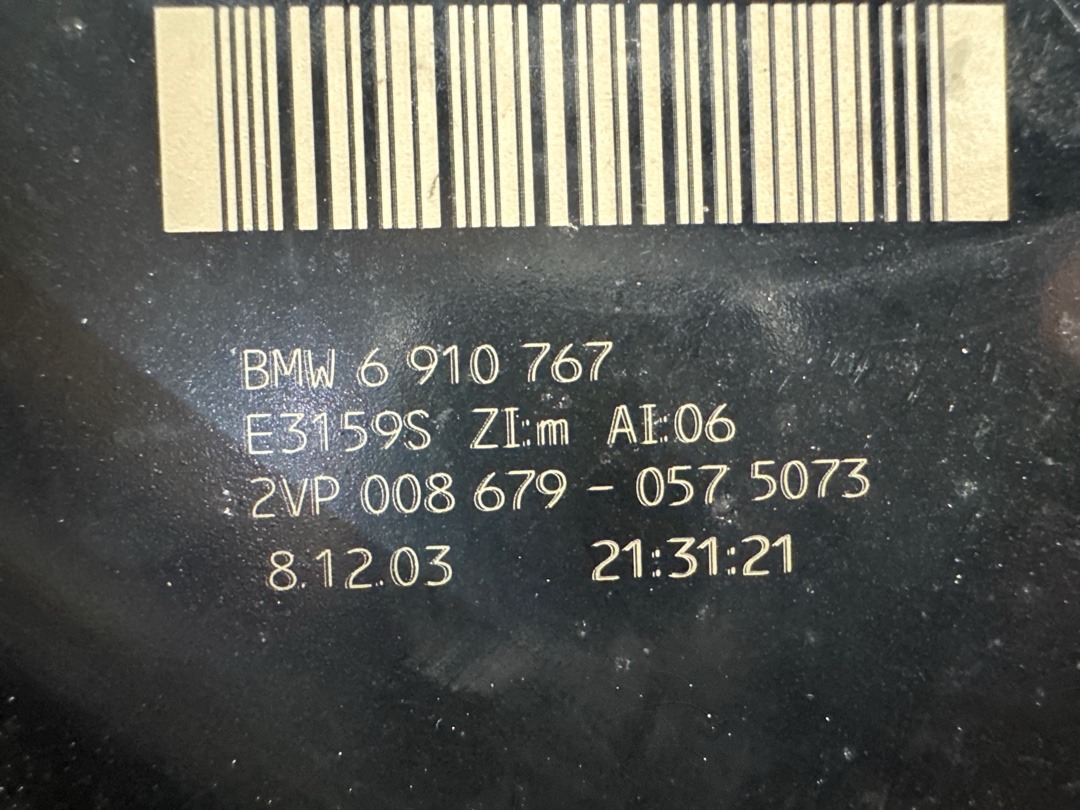 BMW 6 910 767
E3159S ZI:m AI:06
2VP 008 679 - 057 5073
8.12.03 21:31:21